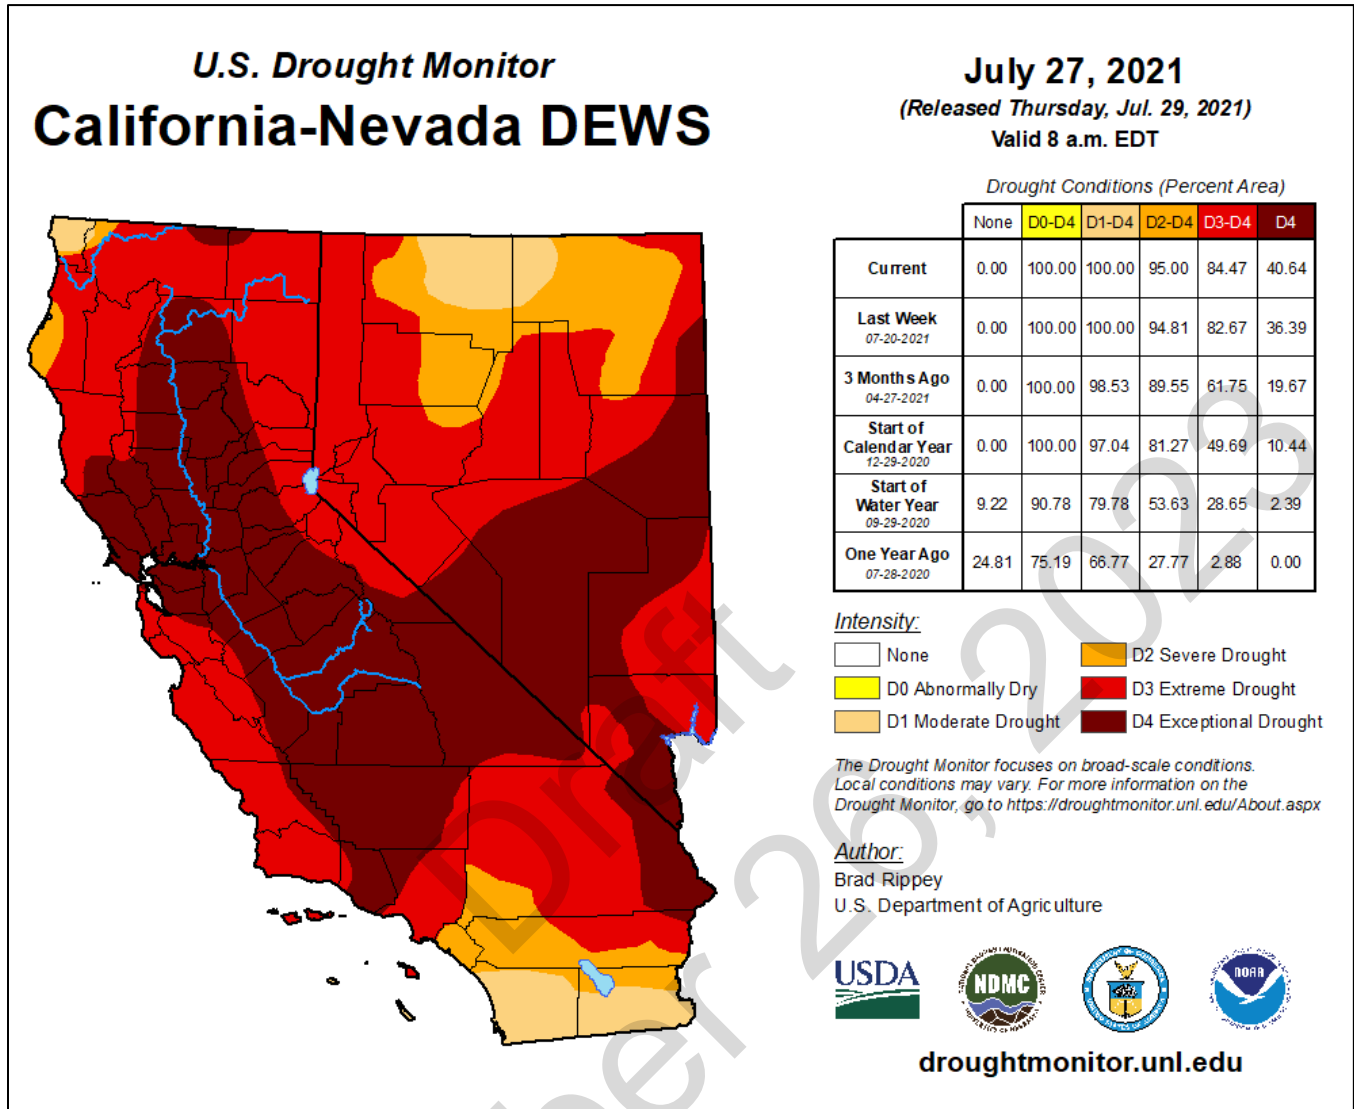 U.S. Drought Monitor
California-Nevada DEWS
July 27, 2021
(Released Thursday, Jul. 29, 2021)
Valid 8 a.m. EDT
Drought Conditions (Percent Area)
None D0-D4 D1-D4 D2-D4 D3-D4 D4
Current 0.00 100.00 100.00 95.00 84.47 40.64
Last Week
07-20-2021
0.00 100.00 100.00 94.81 82.67 36.39
3 Months Ago
04-27-2021
0.00 100.00 98.53 89.55 61.75 19.67
Start of
Calendar Year
12-29-2020
0.00 100.00 97.04 81.27 49.69 10.44
Start of
Water Year
09-29-2020
9.22 90.78 79.78 53.63 28.65 2.39
One Year Ago
07-28-2020
24.81 75.19 66.77 27.77 2.88 0.00
Intensity:
None
D0 Abnormally Dry
D1 Moderate Drought
D2 Severe Drought
D3 Extreme Drought
D4 Exceptional Drought
The Drought Monitor focuses on broad-scale conditions.
Local conditions may vary. For more information on the
Drought Monitor, go to https://droughtmonitor.unl.edu/About.aspx
Author:
Brad Rippey
U.S. Department of Agriculture
USDA
NDMC
NOAA
droughtmonitor.unl.edu
Draft
ber 26, 2023